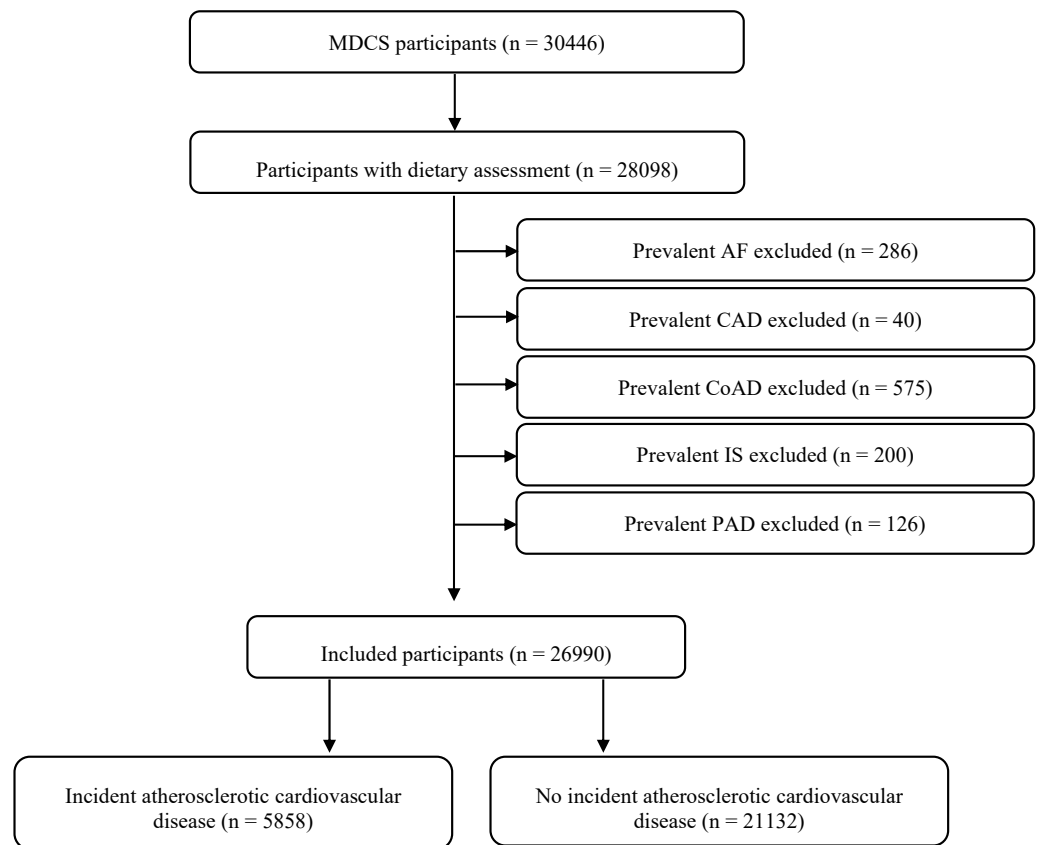 MDCS participants (n = 30446)
Participants with dietary assessment (n = 28098)
Prevalent AF excluded (n = 286)
Prevalent CAD excluded (n = 40)
Prevalent CoAD excluded (n = 575)
Prevalent IS excluded (n = 200)
Prevalent PAD excluded (n = 126)
Included participants (n = 26990)
Incident atherosclerotic cardiovascular
disease (n = 5858)
No incident atherosclerotic cardiovascular
disease (n = 21132)